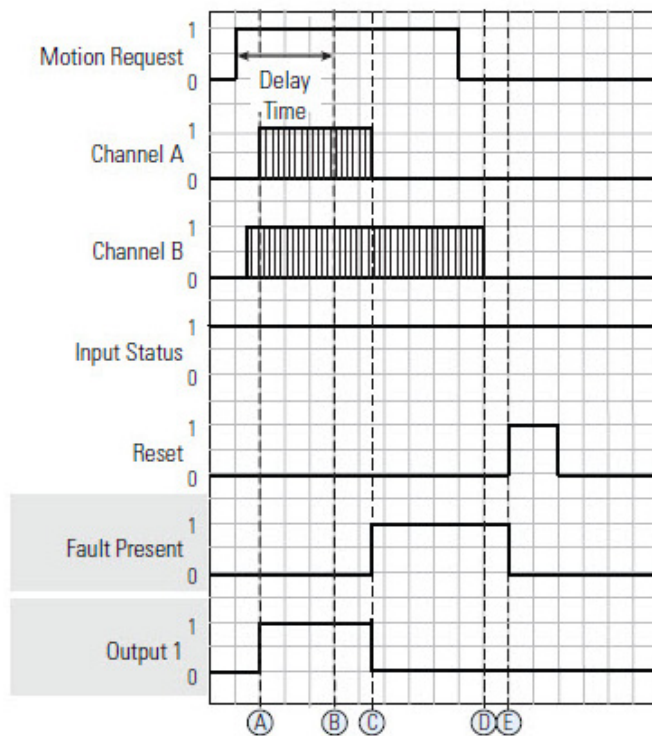 1
Motion Request
0
Delay
Time
1
Channel A
0
1
Channel B
0
1
Input Status
0
1
Reset
0
1
Fault Present
0
1
Output 1
0
A B C D E